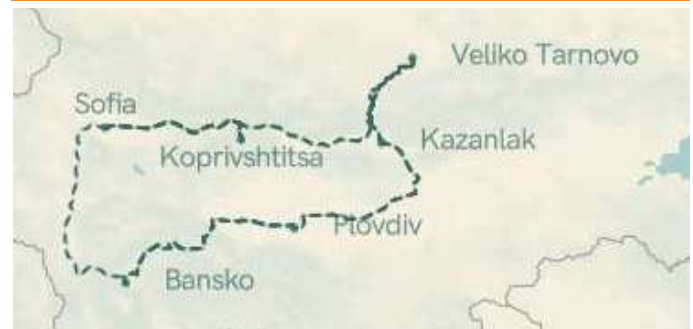 Veliko Tarnovo
Sofia
Kazanlak
Koprivshtitsa
Plovdiv
Bansko